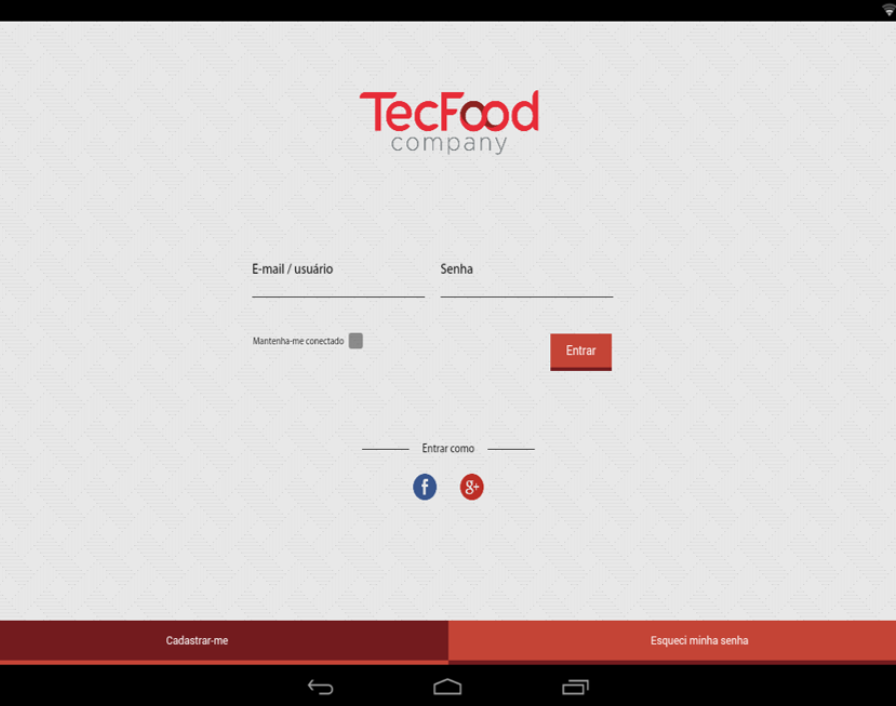 TecFood
company
E-mail / usuário
Senha
Mantenha-me conectado
Entrar
Entrar como
f
g+
Cadastrar-me
Esqueci minha senha